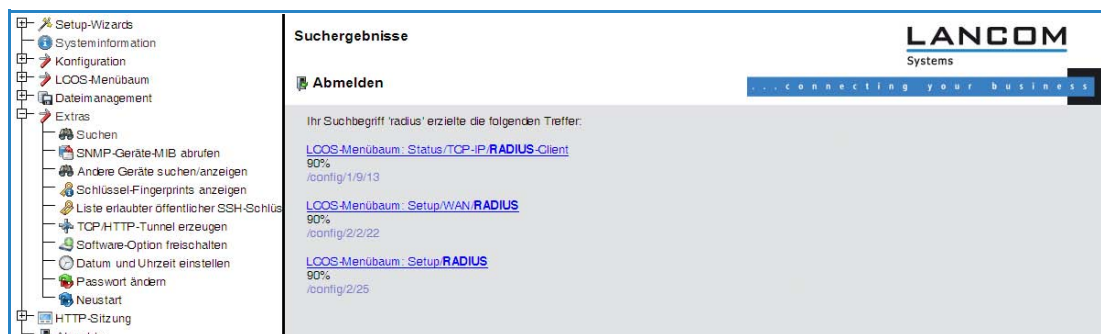 Setup-Wizards
Systeminformation
Konfiguration
LCOS-Menübaum
Dateimanagement
Extras
Suchen
SNMP-Geräte-MIB abrufen
Andere Geräte suchen/anzeigen
Schlüssel-Fingerprints anzeigen
Liste erlaubter öffentlicher SSH-Schlüs
TCP/HTTP-Tunnel erzeugen
Software-Option freischalten
Datum und Uhrzeit einstellen
Passwort ändern
Neustart
HTTP-Sitzung
Suchergebnisse
LANCOM
Systems
Abmelden
...connecting your business
Ihr Suchbegriff 'radius' erzielte die folgenden Treffer:
LCOS-Menübaum: Status/TCP-IP/RADIUS-Client
90%
/config/1/9/13
LCOS-Menübaum: Setup/WAN/RADIUS
90%
/config/2/2/22
LCOS-Menübaum: Setup/RADIUS
90%
/config/2/25